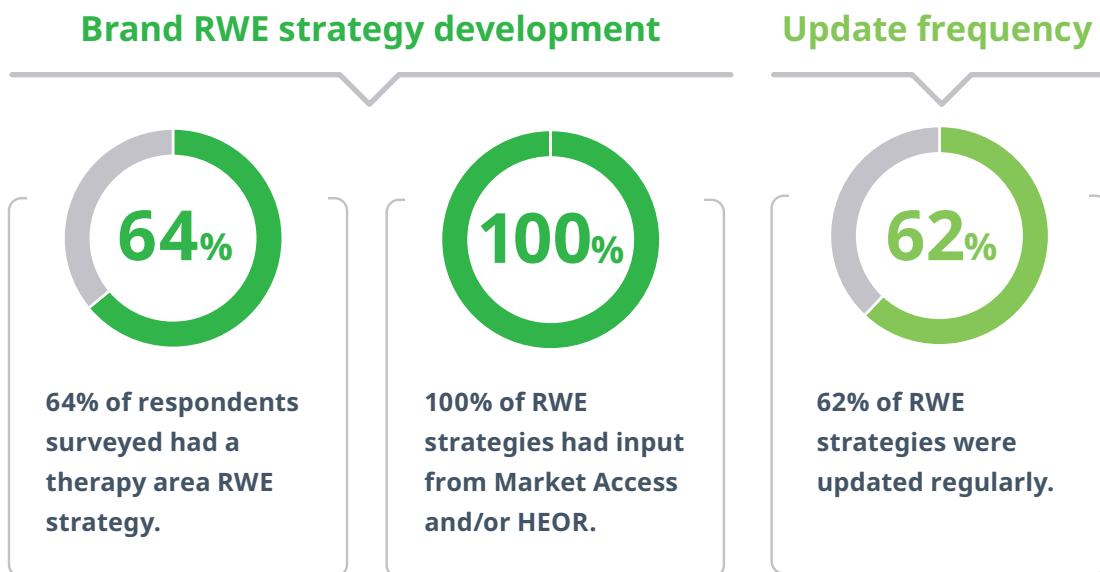 Brand RWE strategy development
Update frequency
64%
100%
62%
64% of respondents
surveyed had a
therapy area RWE
strategy.
100% of RWE
strategies had input
from Market Access
and/or HEOR.
62% of RWE
strategies were
updated regularly.